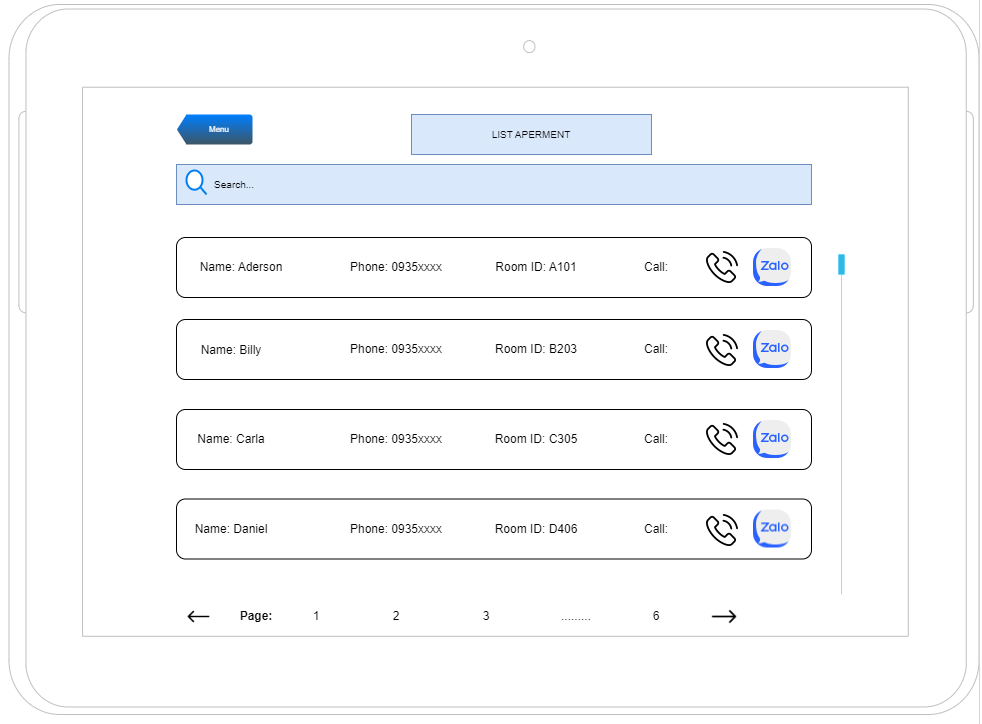 Menu
LIST APERMENT
Search...
Name: Aderson Phone: 0935xxxx Room ID: A101 Call: Zalo
Name: Billy Phone: 0935xxxx Room ID: B203 Call: Zalo
Name: Carla Phone: 0935xxxx Room ID: C305 Call: Zalo
Name: Daniel Phone: 0935xxxx Room ID: D406 Call: Zalo
Page: 1 2 3 ......... 6